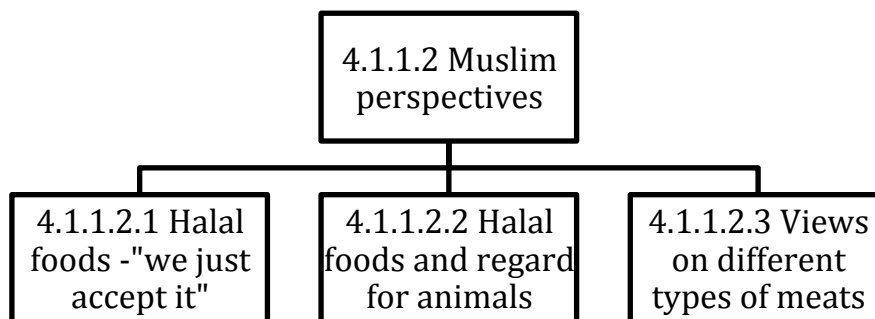 4.1.1.2 Muslim
perspectives
4.1.1.2.1 Halal
foods -"we just
accept it"
4.1.1.2.2 Halal
foods and regard
for animals
4.1.1.2.3 Views
on different
types of meats